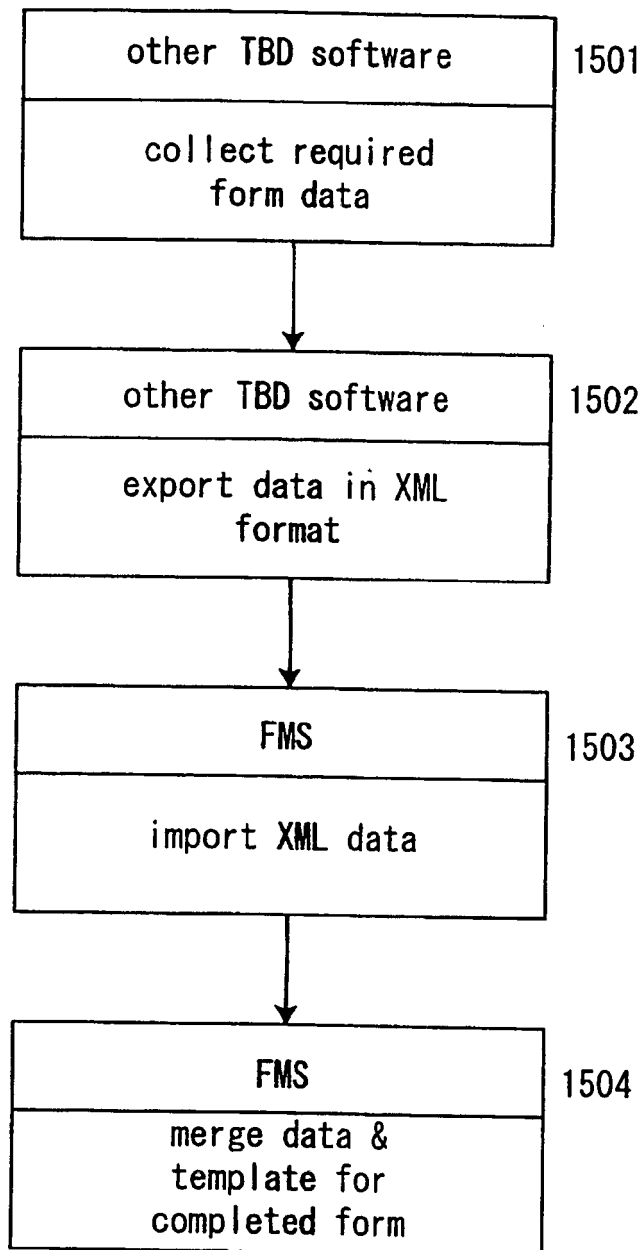 other TBD software 1501
collect required
form data
other TBD software 1502
export data in XML
format
FMS 1503
import XML data
FMS 1504
merge data &
template for
completed form